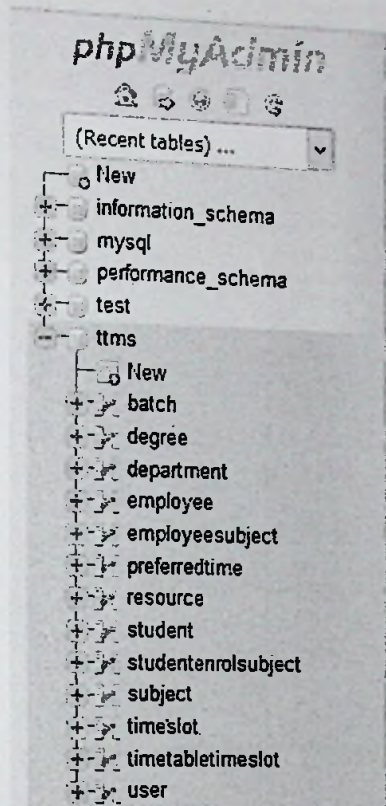 phpMyAdmin
(Recent tables) ...
New
information_schema
mysql
performance_schema
test
ttms
New
batch
degree
department
employee
employeesubject
preferredtime
resource
student
studentenrolsubject
subject
timeslot
timetabletimeslot
user